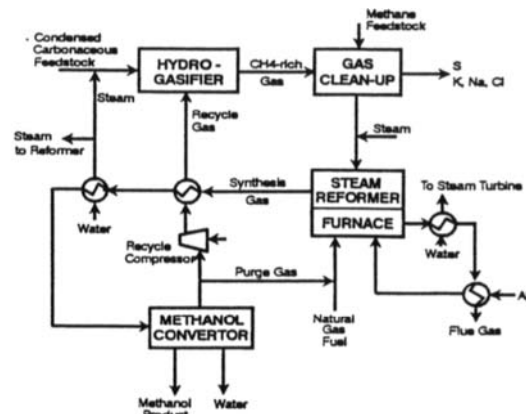 Condensed
Carbonaceous
Feedstock
HYDRO-
GASIFIER
CH4-rich
Gas
Methane
Feedstock
GAS
CLEAN-UP
S
K, Na, Cl
Steam
Recycle
Gas
Steam
to Reformer
Steam
Synthesis
Gas
STEAM
REFORMER
FURNACE
To Steam Turbine
Water
Water
Recycle
Compressor
Purge Gas
Natural
Gas
Fuel
Flue Gas
METHANOL
CONVERTOR
Methanol
Water